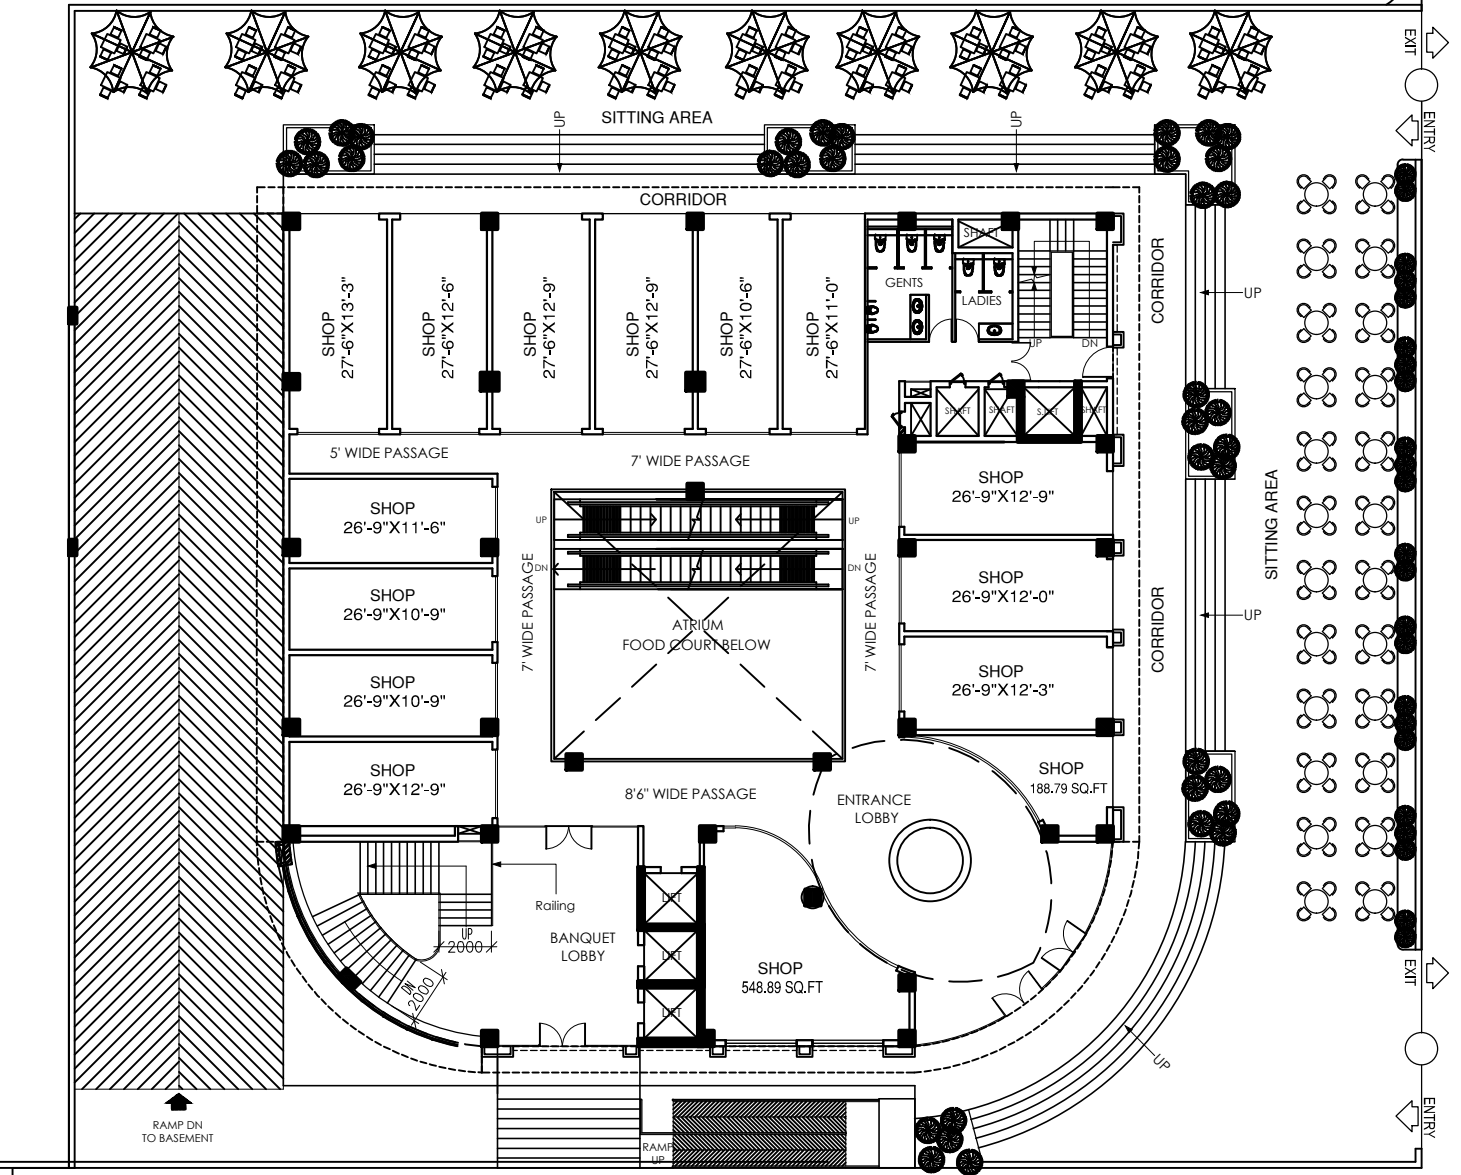 EXIT
ENTRY
SITTING AREA
UP
UP
CORRIDOR
SHOP
27'-6"X13'-3"
SHOP
27'-6"X12'-6"
SHOP
27'-6"X12'-9"
SHOP
27'-6"X12'-9"
SHOP
27'-6"X10'-6"
SHOP
27'-6"X11'-0"
GENTS
LADIES
SHAFT
UP
DN
CORRIDOR
UP
SHAFT
SHAFT
S.LIFT
SHAFT
5' WIDE PASSAGE
7' WIDE PASSAGE
SHOP
26'-9"X11'-6"
SHOP
26'-9"X10'-9"
SHOP
26'-9"X10'-9"
SHOP
26'-9"X12'-9"
7' WIDE PASSAGE
UP
DN
UP
DN
ATRIUM
FOOD COURT BELOW
7' WIDE PASSAGE
SHOP
26'-9"X12'-9"
SHOP
26'-9"X12'-0"
SHOP
26'-9"X12'-3"
CORRIDOR
UP
SITTING AREA
8'6" WIDE PASSAGE
ENTRANCE
LOBBY
SHOP
188.79 SQ.FT
Railing
UP
2000
DN
2000
BANQUET
LOBBY
LIFT
LIFT
LIFT
SHOP
548.89 SQ.FT
UP
EXIT
ENTRY
RAMP DN
TO BASEMENT
RAMP
UP